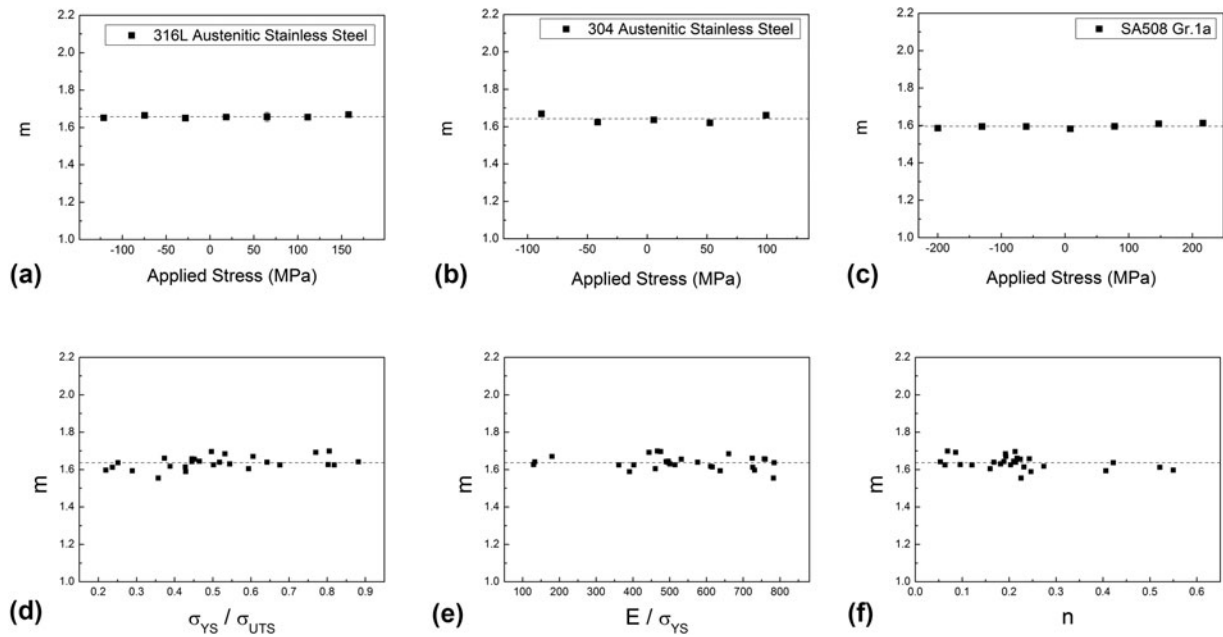 2.2
2.0
1.8
1.6
1.4
1.2
1.0
m
316L Austenitic Stainless Steel
-100 -50 0 50 100 150
Applied Stress (MPa)
(a)
2.2
2.0
1.8
1.6
1.4
1.2
1.0
m
304 Austenitic Stainless Steel
-100 -50 0 50 100
Applied Stress (MPa)
(b)
2.2
2.0
1.8
1.6
1.4
1.2
1.0
m
SA508 Gr.1a
-200 -100 0 100 200
Applied Stress (MPa)
(c)
2.2
2.0
1.8
1.6
1.4
1.2
1.0
m
0.2 0.3 0.4 0.5 0.6 0.7 0.8 0.9
σYS / σUTS
(d)
2.2
2.0
1.8
1.6
1.4
1.2
1.0
m
100 200 300 400 500 600 700 800
E / σYS
(e)
2.2
2.0
1.8
1.6
1.4
1.2
1.0
m
0.0 0.1 0.2 0.3 0.4 0.5 0.6
n
(f)